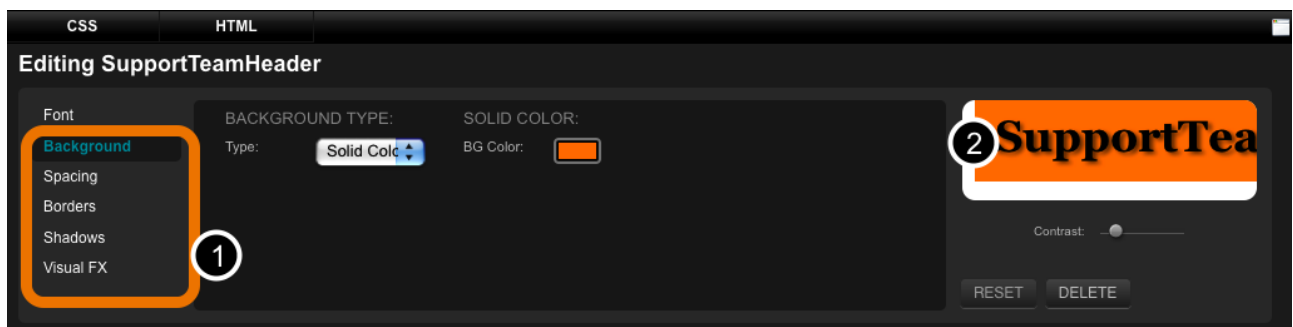 CSS HTML
Editing SupportTeamHeader
Font
Background
Spacing
Borders
Shadows
Visual FX
1
BACKGROUND TYPE: SOLID COLOR:
Type: Solid Colo BG Color:
2 SupportTea
Contrast:
RESET DELETE